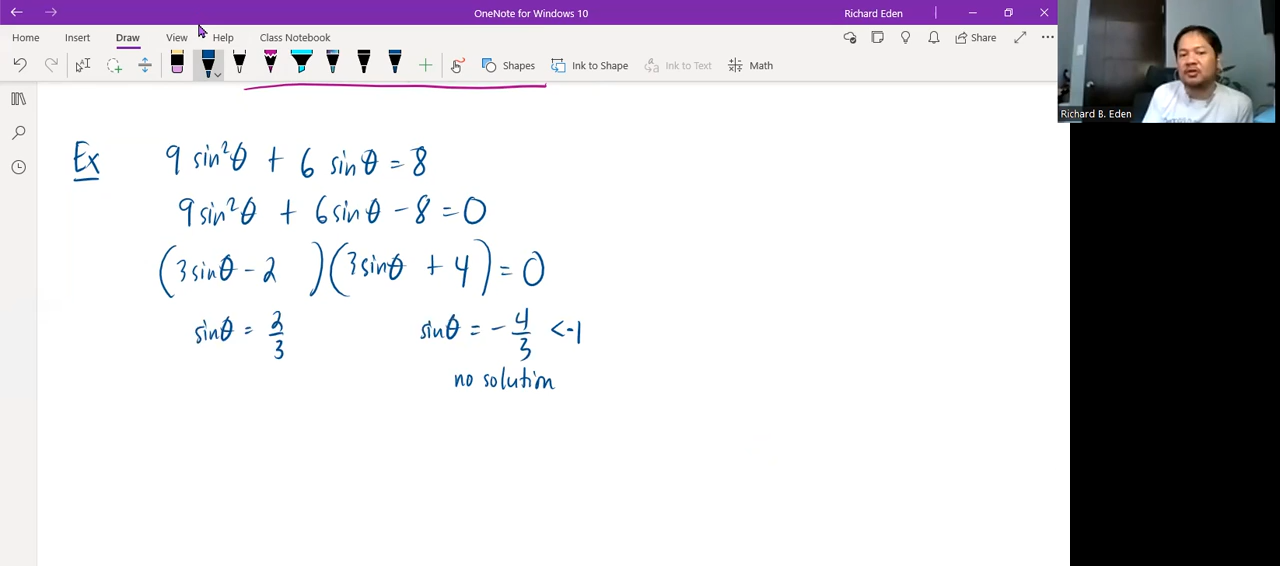 OneNote for Windows 10
Richard Eden
Home Insert Draw View Help Class Notebook
Share
Shapes Ink to Shape Ink to Text Math
Richard B. Eden
Ex 9 sin²θ + 6 sinθ = 8
9 sin²θ + 6 sinθ − 8 = 0
(3 sinθ − 2 )(3 sinθ + 4) = 0
sinθ = 2/3 sinθ = − 4/3 < -1
no solution